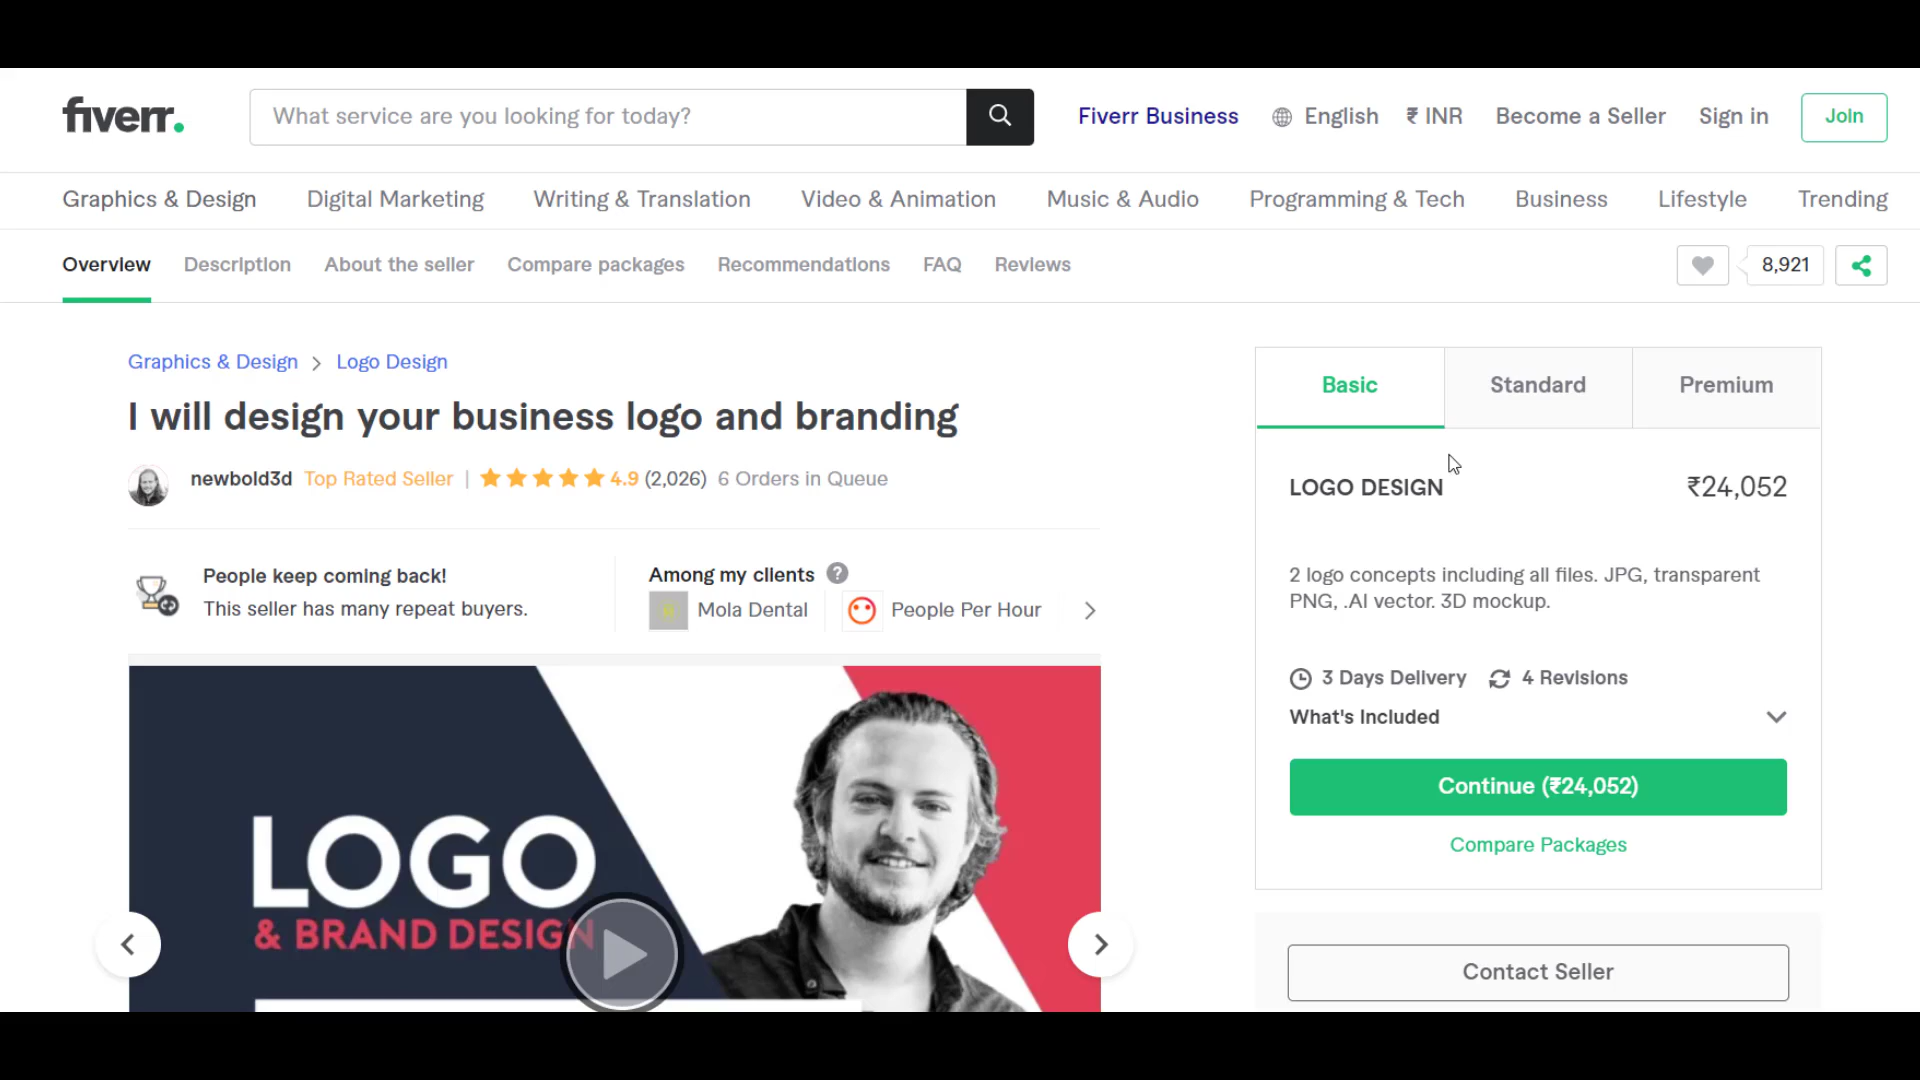 fiverr.
What service are you looking for today?
Fiverr Business
English
₹ INR
Become a Seller
Sign in
Join
Graphics & Design
Digital Marketing
Writing & Translation
Video & Animation
Music & Audio
Programming & Tech
Business
Lifestyle
Trending
Overview
Description
About the seller
Compare packages
Recommendations
FAQ
Reviews
8,921
Graphics & Design > Logo Design
I will design your business logo and branding
newbold3d Top Rated Seller | 4.9 (2,026) 6 Orders in Queue
People keep coming back!
This seller has many repeat buyers.
Among my clients ?
Mola Dental
People Per Hour
LOGO
& BRAND DESIGN
Basic
Standard
Premium
LOGO DESIGN
₹24,052
2 logo concepts including all files. JPG, transparent
PNG, .AI vector. 3D mockup.
3 Days Delivery
4 Revisions
What's Included
Continue (₹24,052)
Compare Packages
Contact Seller